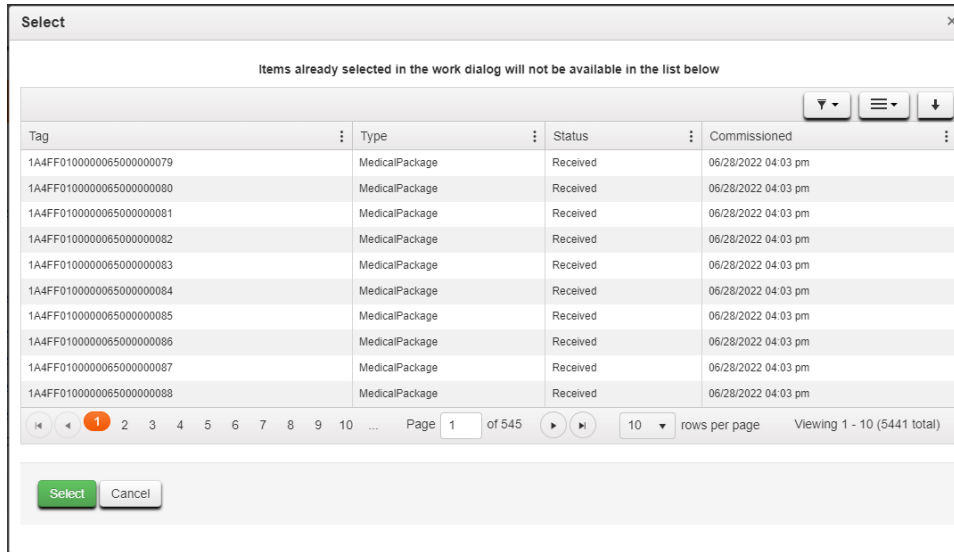 Select ×
Items already selected in the work dialog will not be available in the list below
Tag Type Status Commissioned
1A4FF0100000065000000079 MedicalPackage Received 06/28/2022 04:03 pm
1A4FF0100000065000000080 MedicalPackage Received 06/28/2022 04:03 pm
1A4FF0100000065000000081 MedicalPackage Received 06/28/2022 04:03 pm
1A4FF0100000065000000082 MedicalPackage Received 06/28/2022 04:03 pm
1A4FF0100000065000000083 MedicalPackage Received 06/28/2022 04:03 pm
1A4FF0100000065000000084 MedicalPackage Received 06/28/2022 04:03 pm
1A4FF0100000065000000085 MedicalPackage Received 06/28/2022 04:03 pm
1A4FF0100000065000000086 MedicalPackage Received 06/28/2022 04:03 pm
1A4FF0100000065000000087 MedicalPackage Received 06/28/2022 04:03 pm
1A4FF0100000065000000088 MedicalPackage Received 06/28/2022 04:03 pm
1 2 3 4 5 6 7 8 9 10 ... Page 1 of 545 10 rows per page Viewing 1 - 10 (5441 total)
Select Cancel